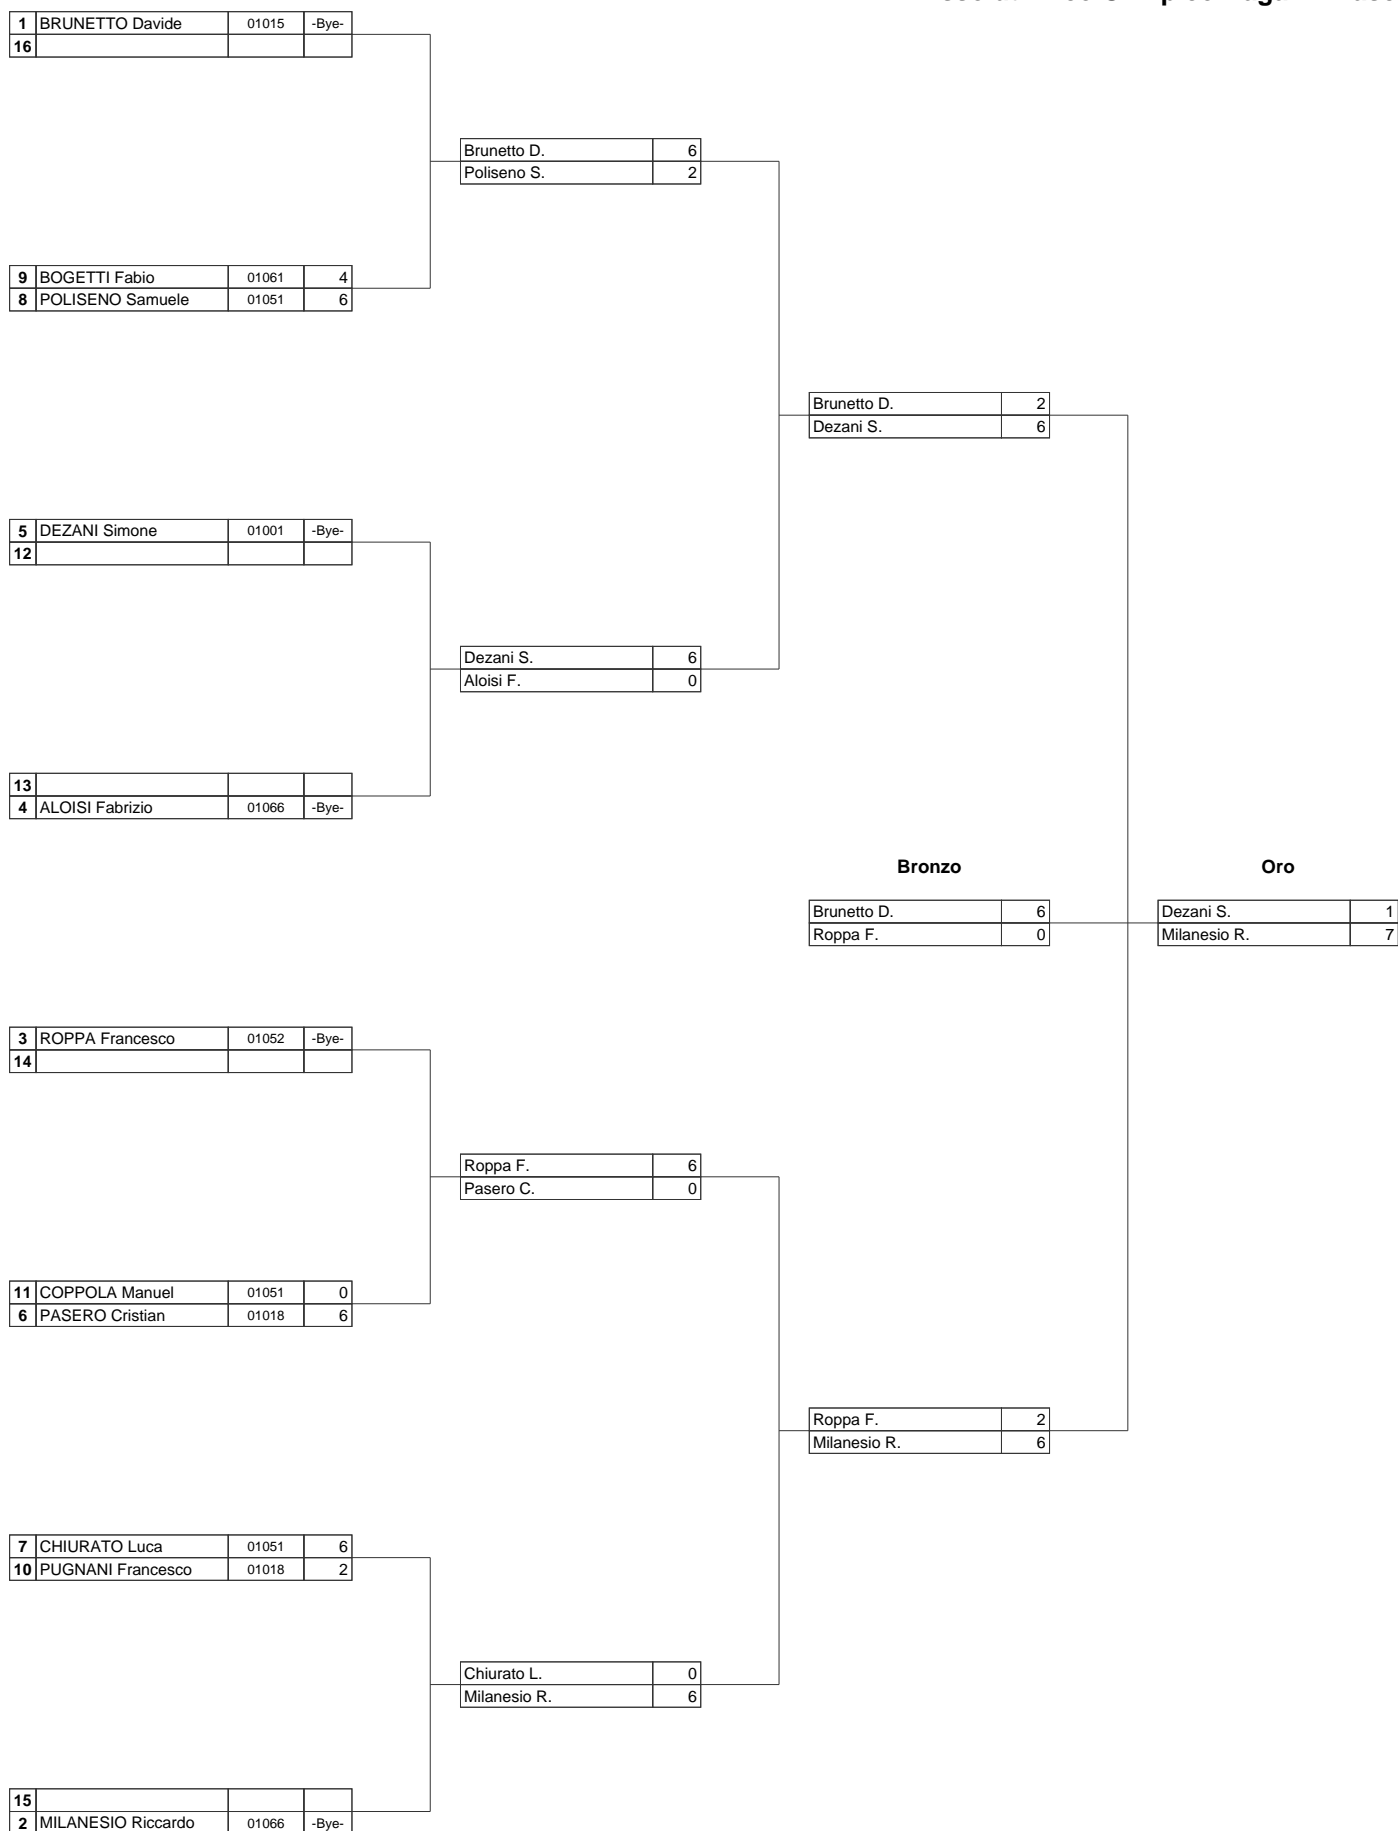 1 BRUNETTO Davide 01015 -Bye-
16
Brunetto D. 6
Poliseno S. 2
9 BOGETTI Fabio 01061 4
8 POLISENO Samuele 01051 6
Brunetto D. 2
Dezani S. 6
5 DEZANI Simone 01001 -Bye-
12
Dezani S. 6
Aloisi F. 0
13
4 ALOISI Fabrizio 01066 -Bye-
Bronzo Oro
Brunetto D. 6 Dezani S. 1
Roppa F. 0 Milanesio R. 7
3 ROPPA Francesco 01052 -Bye-
14
Roppa F. 6
Pasero C. 0
11 COPPOLA Manuel 01051 0
6 PASERO Cristian 01018 6
Roppa F. 2
Milanesio R. 6
7 CHIURATO Luca 01051 6
10 PUGNANI Francesco 01018 2
Chiurato L. 0
Milanesio R. 6
15
2 MILANESIO Riccardo 01066 -Bye-